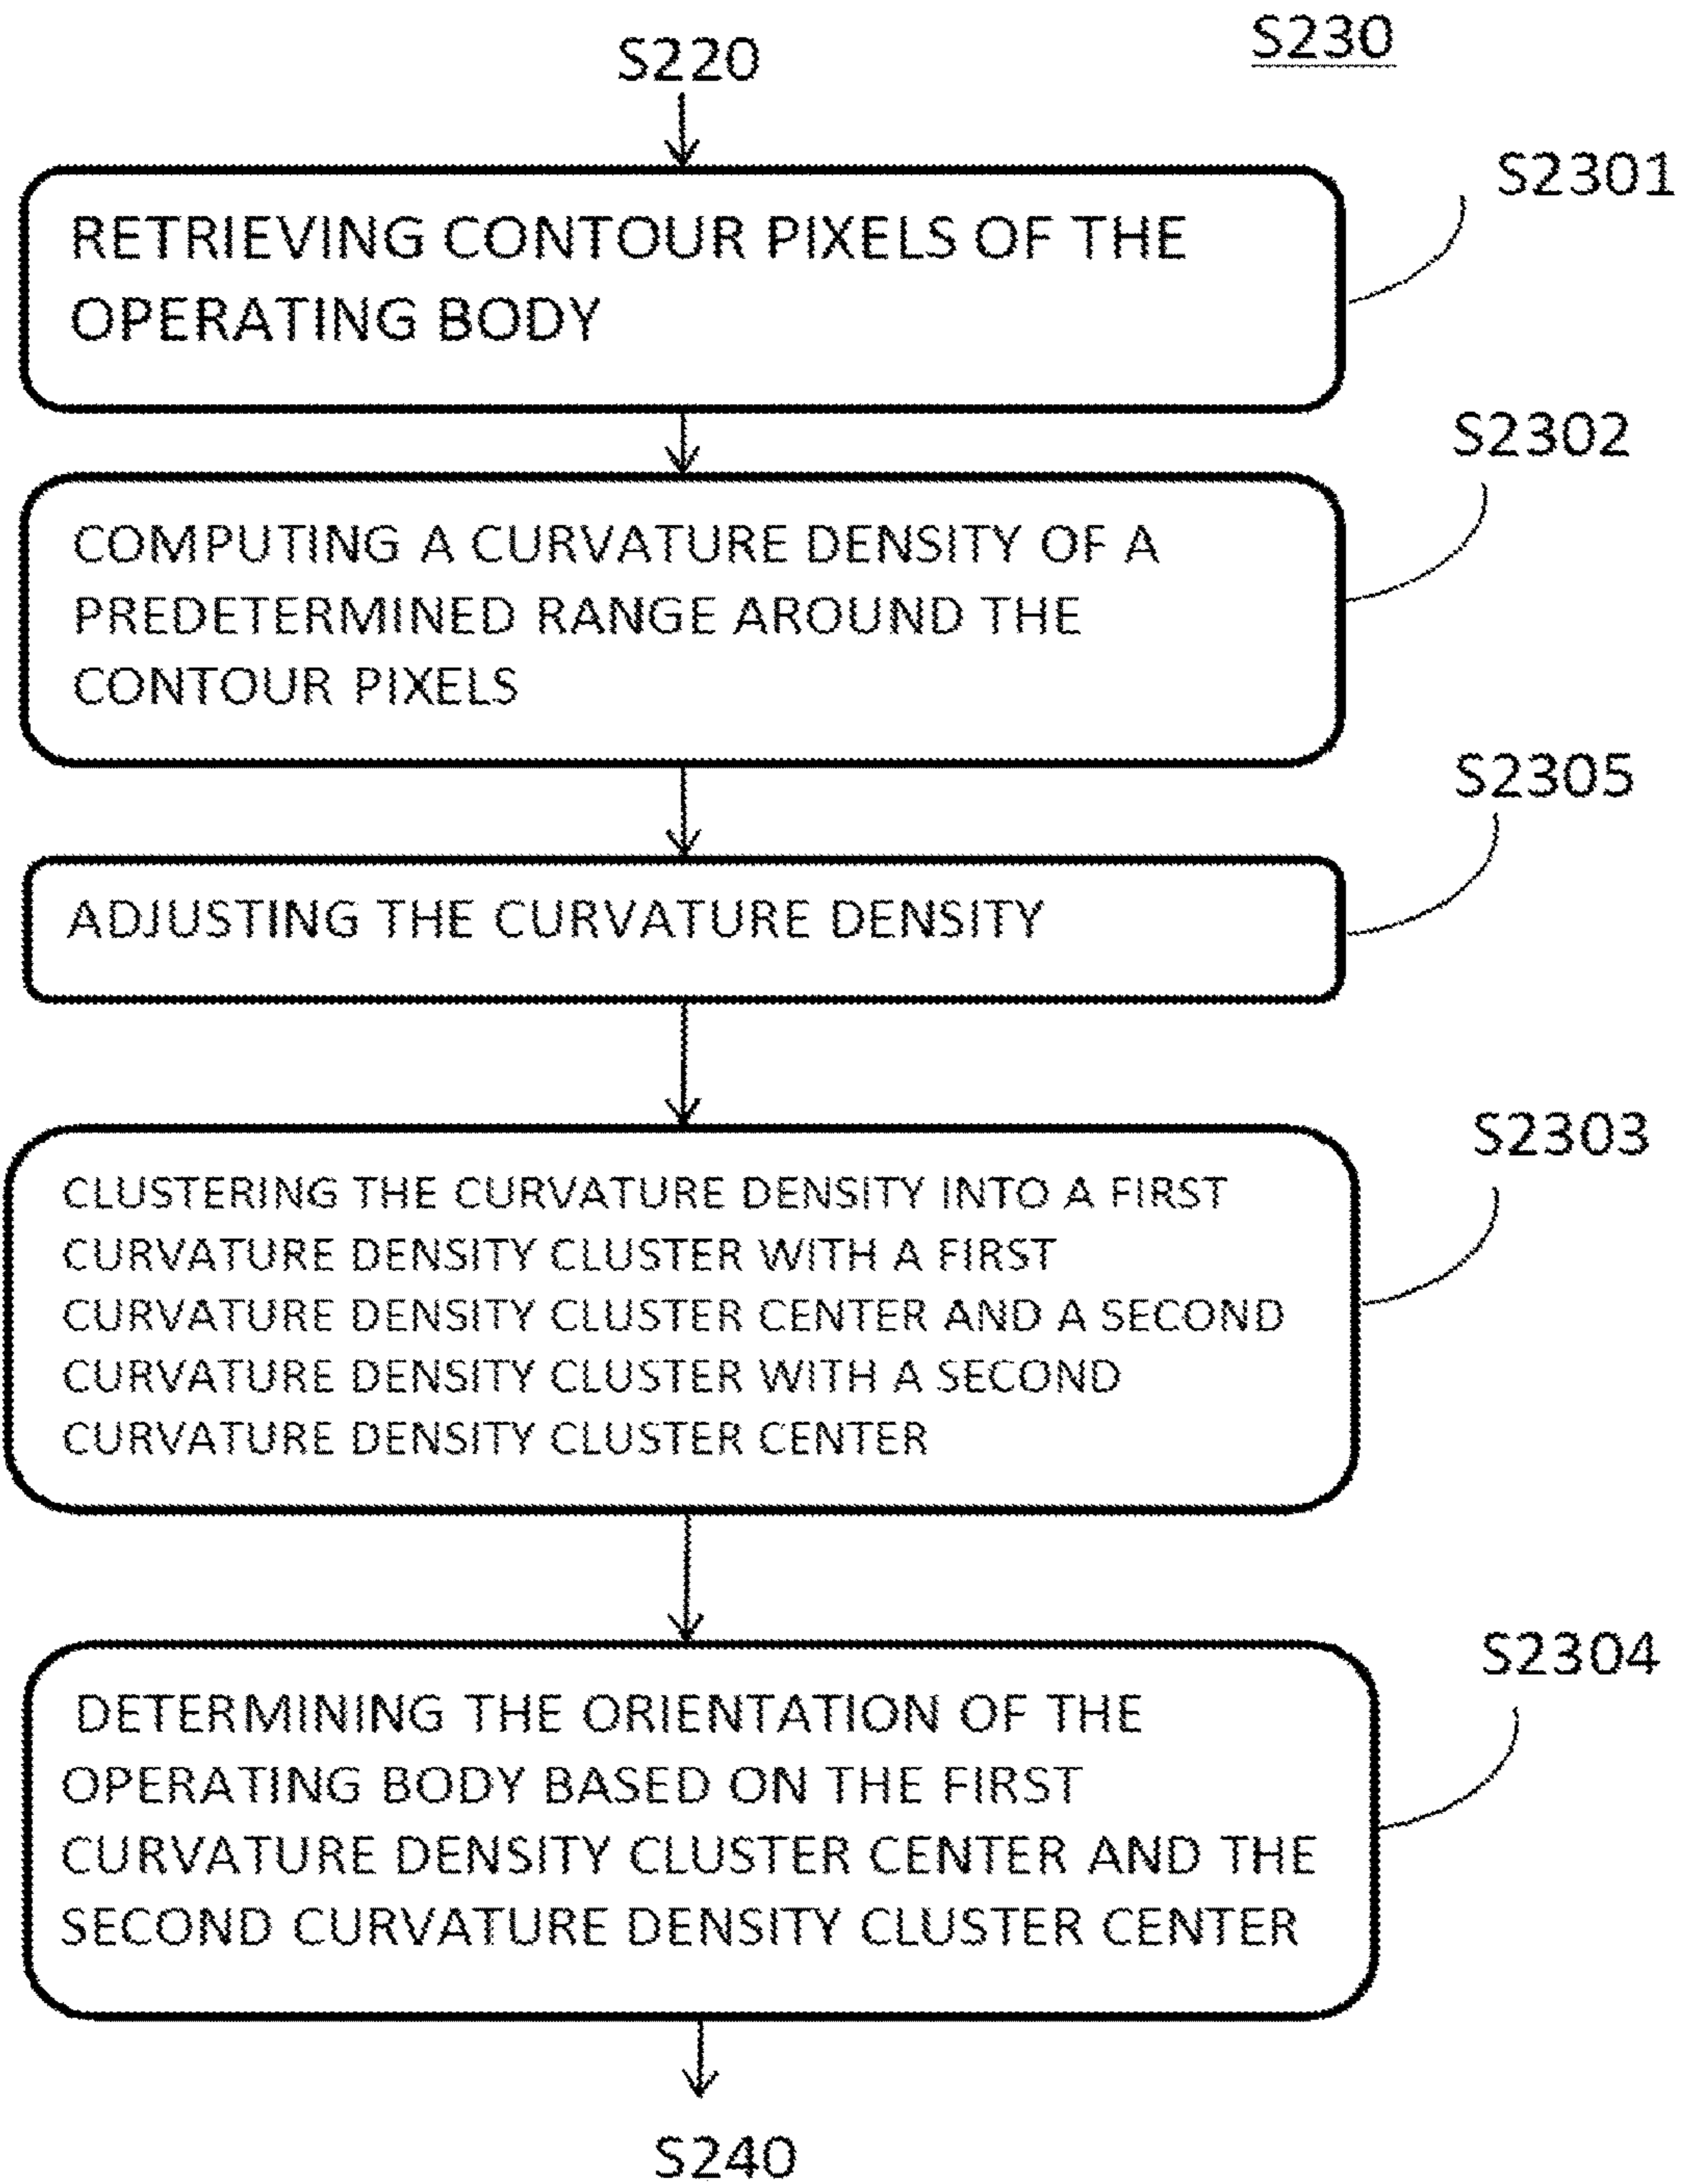 S230
S220
S2301
RETRIEVING CONTOUR PIXELS OF THE
OPERATING BODY
S2302
COMPUTING A CURVATURE DENSITY OF A
PREDETERMINED RANGE AROUND THE
CONTOUR PIXELS
S2305
ADJUSTING THE CURVATURE DENSITY
S2303
CLUSTERING THE CURVATURE DENSITY INTO A FIRST
CURVATURE DENSITY CLUSTER WITH A FIRST
CURVATURE DENSITY CLUSTER CENTER AND A SECOND
CURVATURE DENSITY CLUSTER WITH A SECOND
CURVATURE DENSITY CLUSTER CENTER
S2304
DETERMINING THE ORIENTATION OF THE
OPERATING BODY BASED ON THE FIRST
CURVATURE DENSITY CLUSTER CENTER AND THE
SECOND CURVATURE DENSITY CLUSTER CENTER
S240